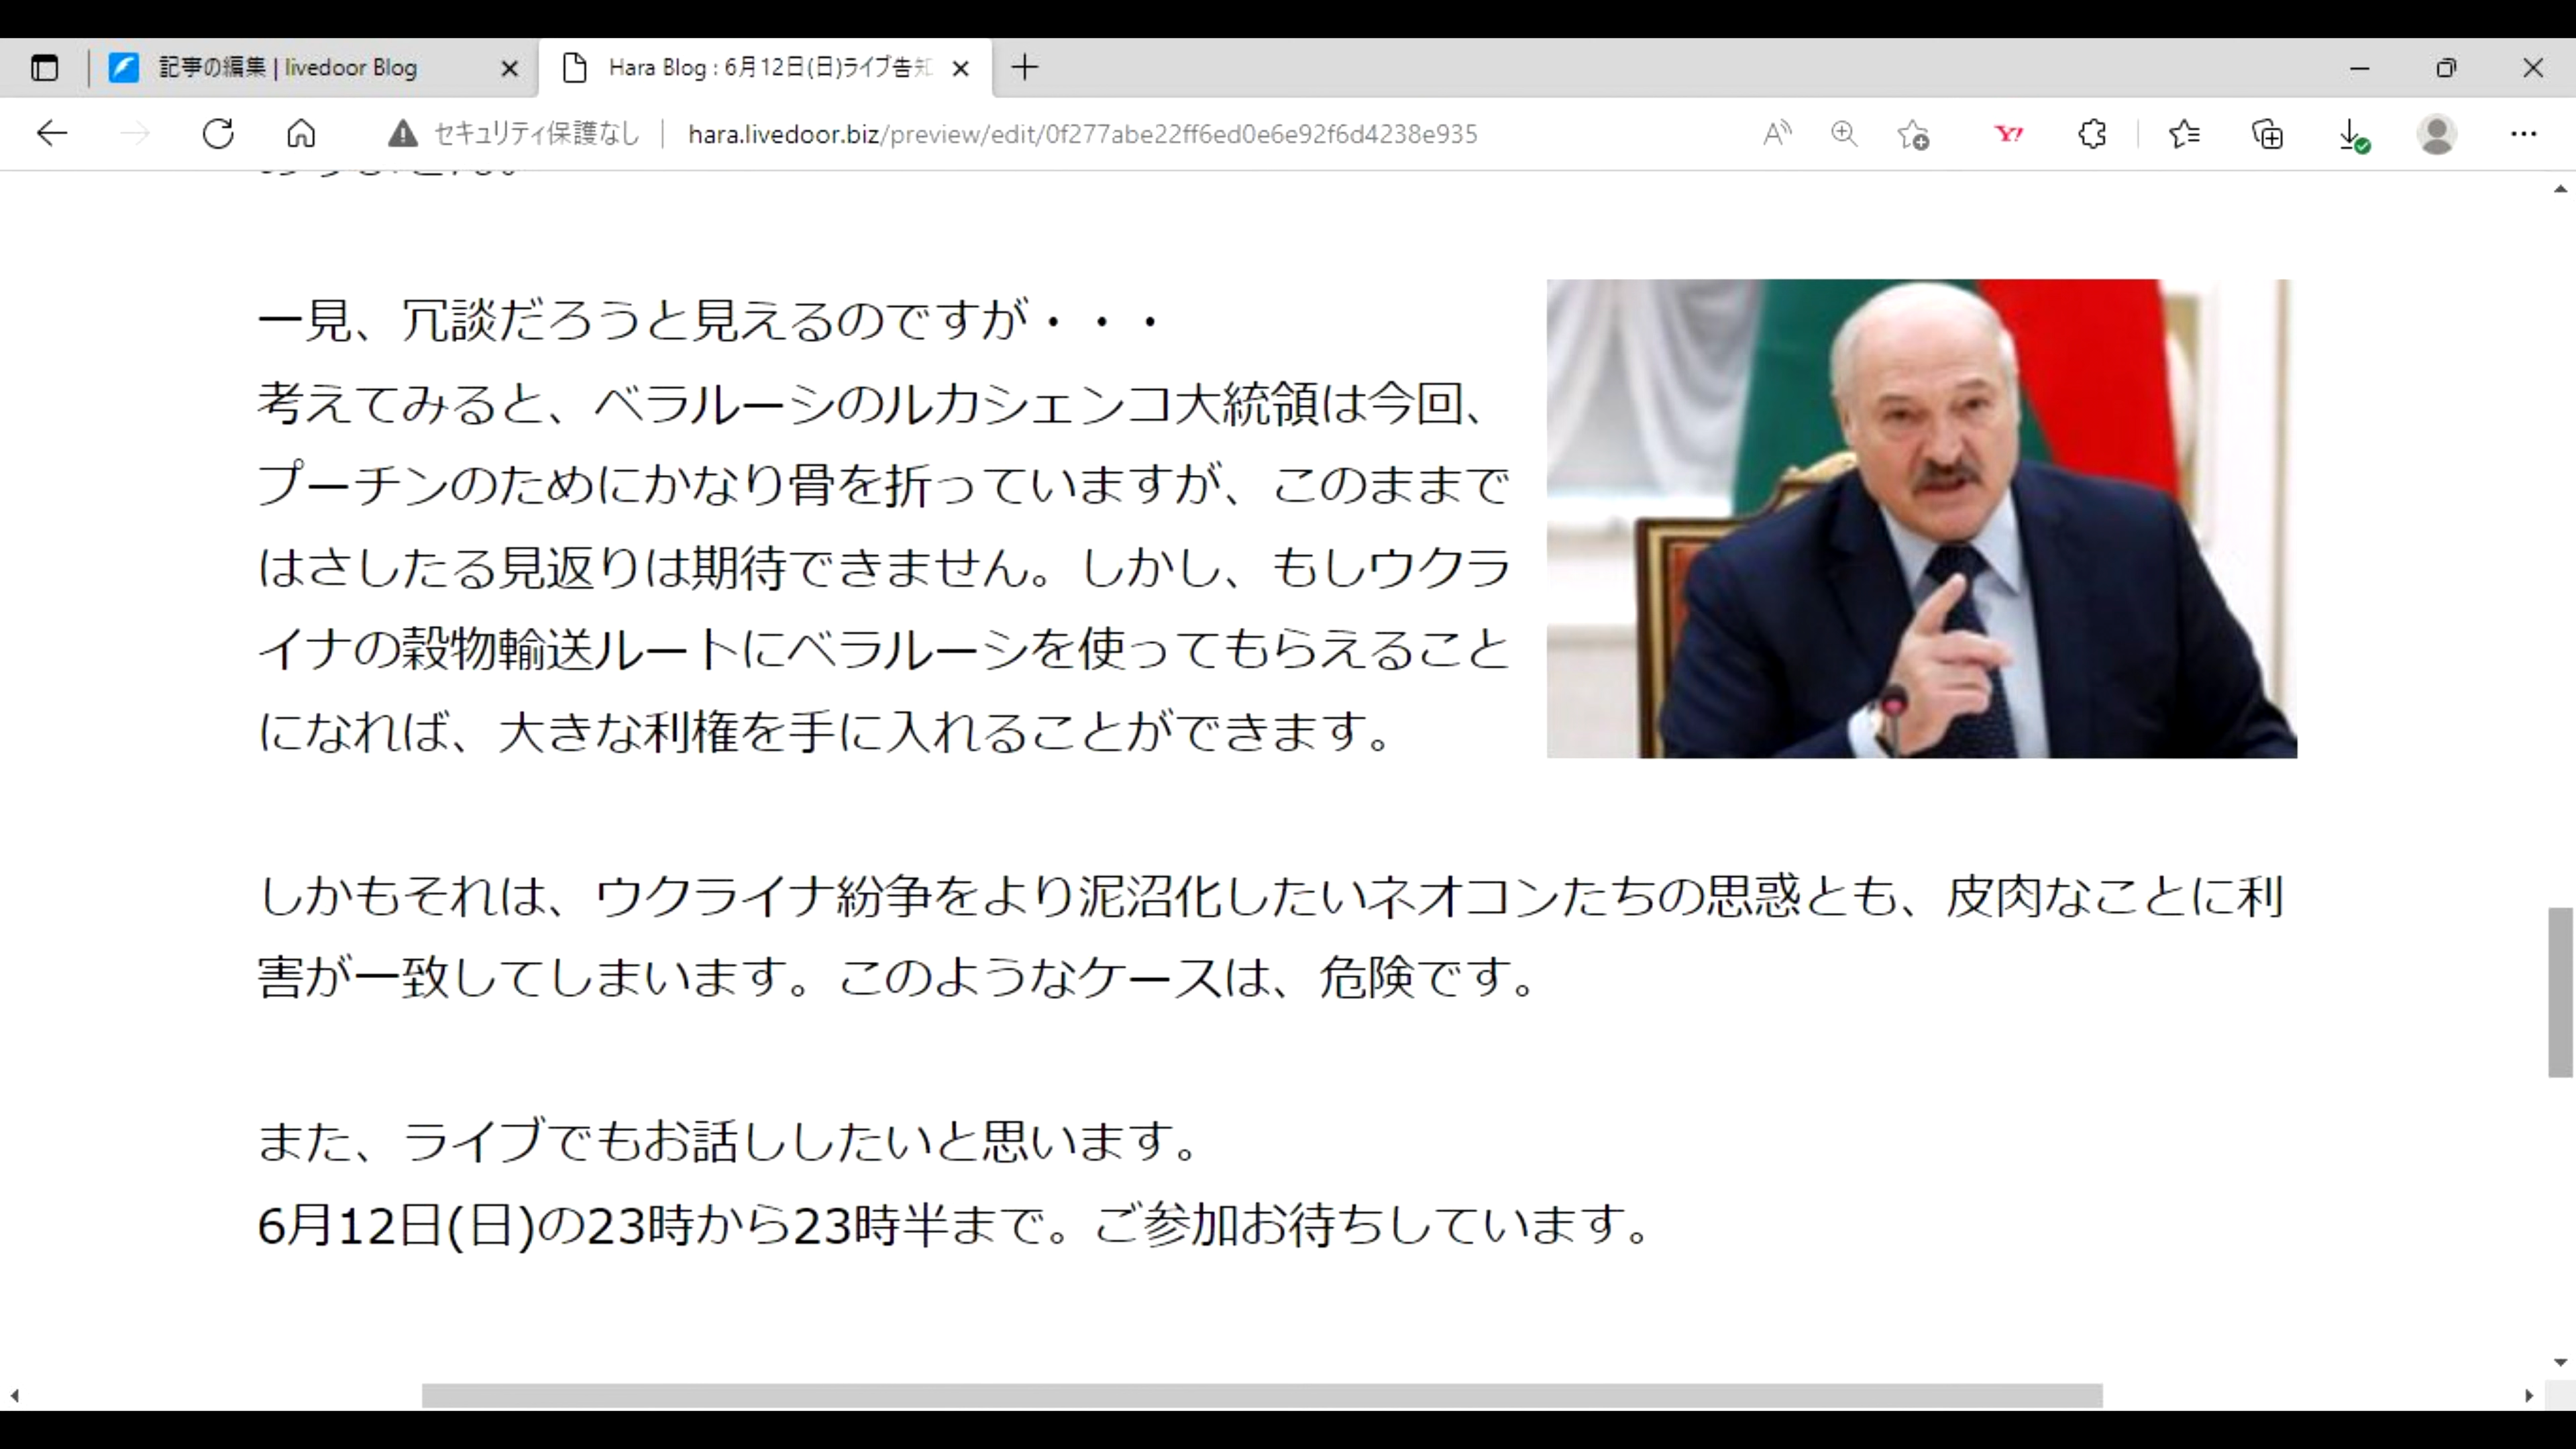 記事の編集 | livedoor Blog
Hara Blog : 6月12日(日)ライブ告知
セキュリティ保護なし
hara.livedoor.biz/preview/edit/0f277abe22ff6ed0e6e92f6d4238e935
一見、冗談だろうと見えるのですが・・・
考えてみると、ベラルーシのルカシェンコ大統領は今回、
プーチンのためにかなり骨を折っていますが、このままで
はさしたる見返りは期待できません。しかし、もしウクラ
イナの穀物輸送ルートにベラルーシを使ってもらえること
になれば、大きな利権を手に入れることができます。
しかもそれは、ウクライナ紛争をより泥沼化したいネオコンたちの思惑とも、皮肉なことに利
害が一致してしまいます。このようなケースは、危険です。
また、ライブでもお話ししたいと思います。
6月12日(日)の23時から23時半まで。ご参加お待ちしています。